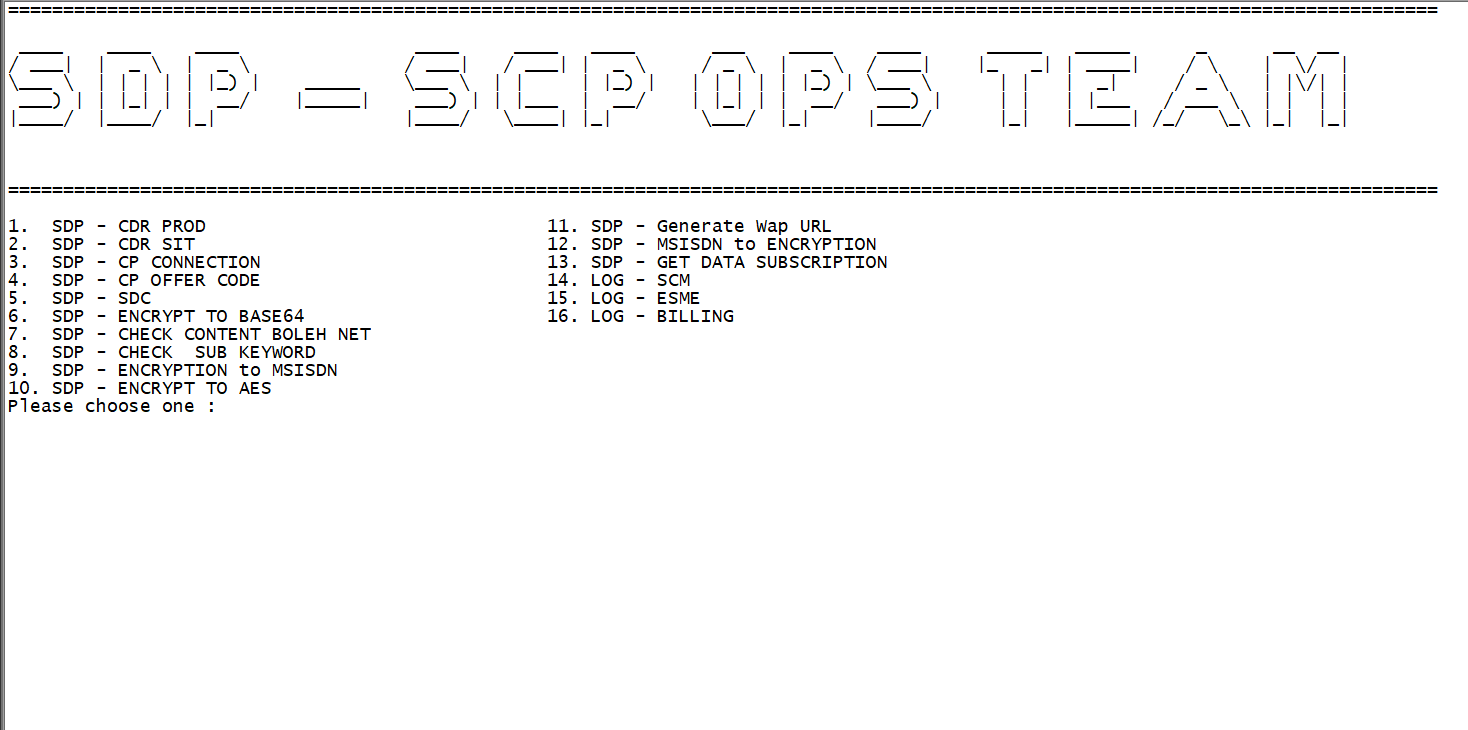 ==================================================================================================================================
SDP - SCP OPS TEAM
==================================================================================================================================
1.  SDP - CDR PROD                               11. SDP - Generate Wap URL
2.  SDP - CDR SIT                                12. SDP - MSISDN to ENCRYPTION
3.  SDP - CP CONNECTION                          13. SDP - GET DATA SUBSCRIPTION
4.  SDP - CP OFFER CODE                          14. LOG - SCM
5.  SDP - SDC                                    15. LOG - ESME
6.  SDP - ENCRYPT TO BASE64                      16. LOG - BILLING
7.  SDP - CHECK CONTENT BOLEH NET
8.  SDP - CHECK  SUB KEYWORD
9.  SDP - ENCRYPTION to MSISDN
10. SDP - ENCRYPT TO AES
Please choose one :